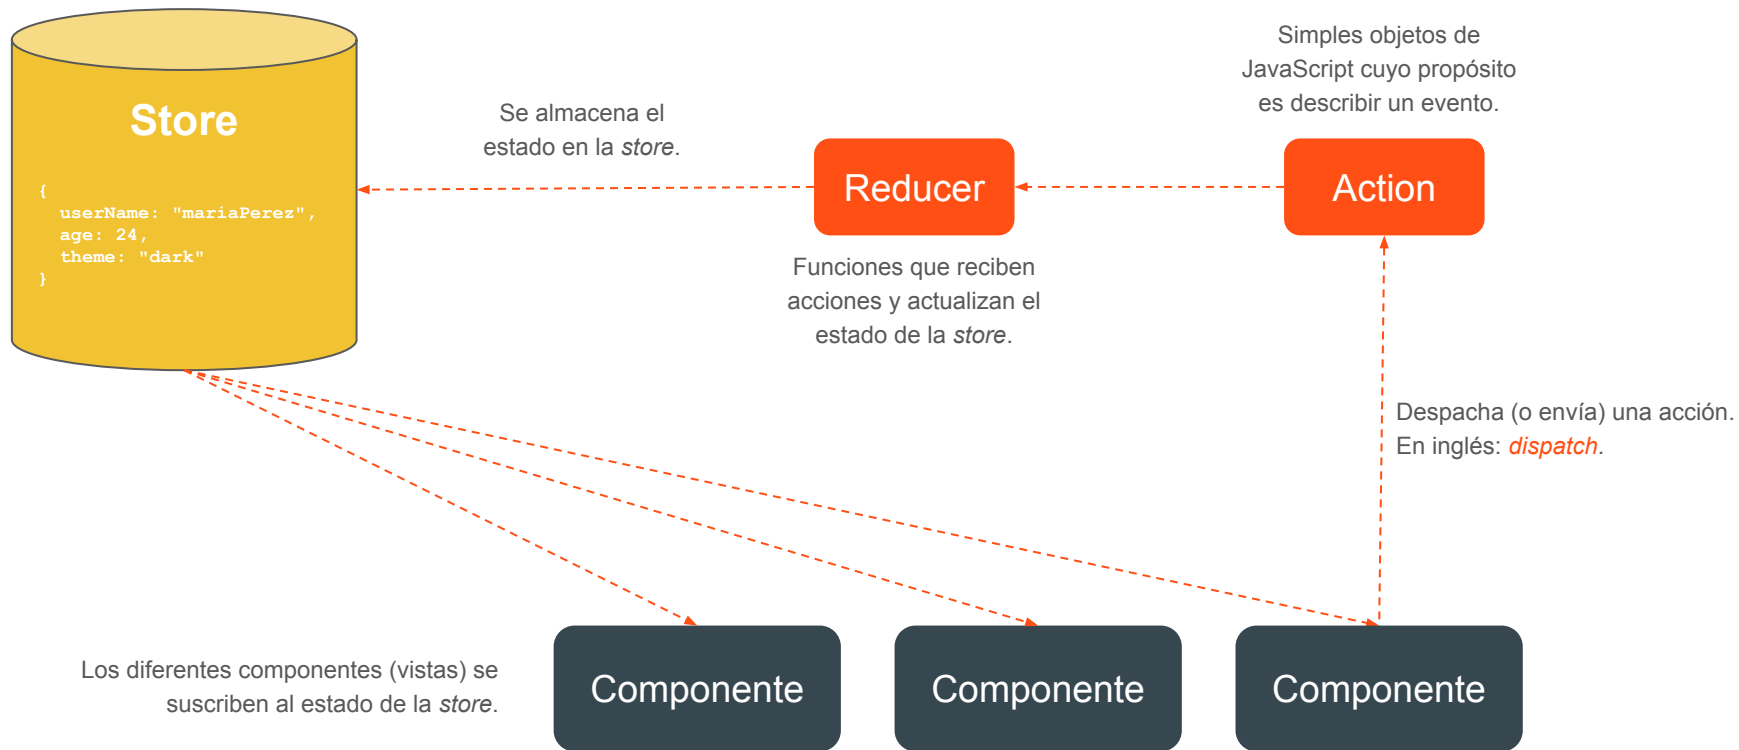 Store
{
userName: "mariaPerez",
age: 24,
theme: "dark"
}
Se almacena el
estado en la store.
Reducer
Funciones que reciben
acciones y actualizan el
estado de la store.
Simples objetos de
JavaScript cuyo propósito
es describir un evento.
Action
Despacha (o envía) una acción.
En inglés: dispatch.
Los diferentes componentes (vistas) se
suscriben al estado de la store.
Componente
Componente
Componente